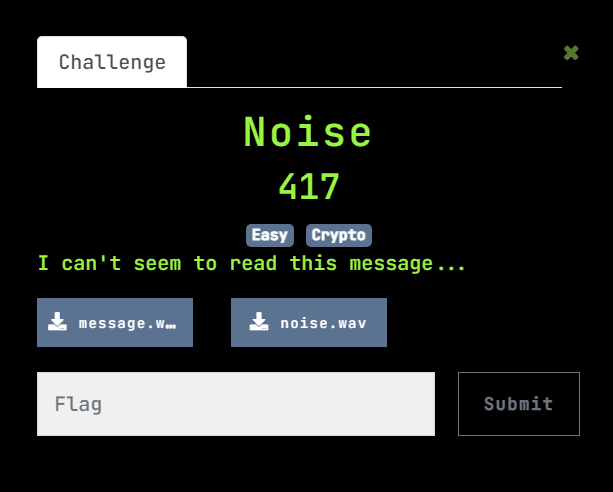 Challenge
✖
Noise
417
Easy Crypto
I can't seem to read this message...
message.w… noise.wav
Flag Submit